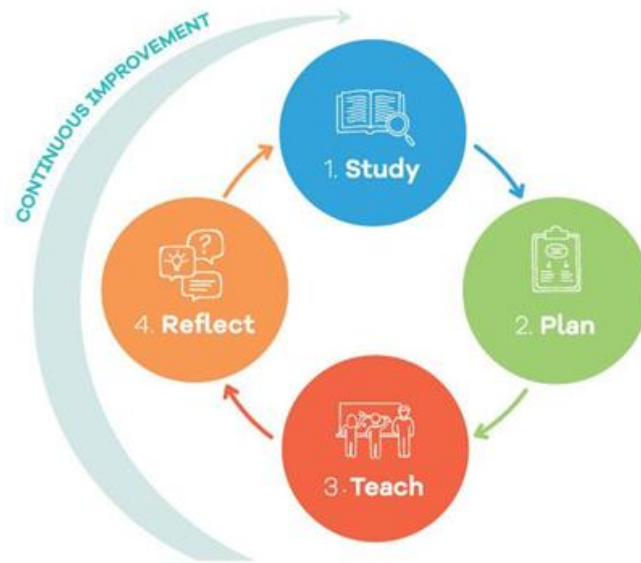 CONTINUOUS IMPROVEMENT
1. Study
2. Plan
3. Teach
4. Reflect